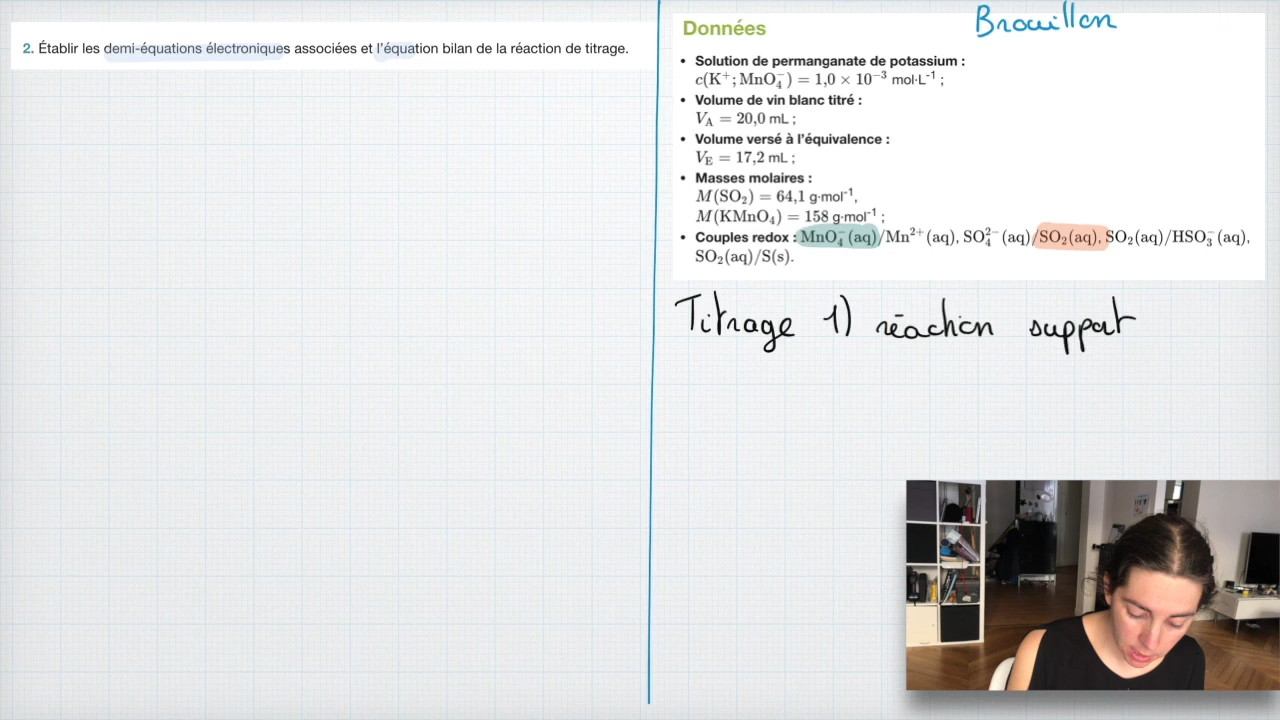 2. Établir les demi-équations électroniques associées et l'équation bilan de la réaction de titrage.
Brouillon
Données
• Solution de permanganate de potassium :
c(K⁺ ; MnO₄⁻) = 1,0 × 10⁻³ mol·L⁻¹ ;
• Volume de vin blanc titré :
V_A = 20,0 mL ;
• Volume versé à l'équivalence :
V_E = 17,2 mL ;
• Masses molaires :
M(SO₂) = 64,1 g·mol⁻¹,
M(KMnO₄) = 158 g·mol⁻¹ ;
• Couples redox : MnO₄⁻(aq)/Mn²⁺(aq), SO₄²⁻(aq)/SO₂(aq), SO₂(aq)/HSO₃⁻(aq),
SO₂(aq)/S(s).
Titrage 1) réaction support